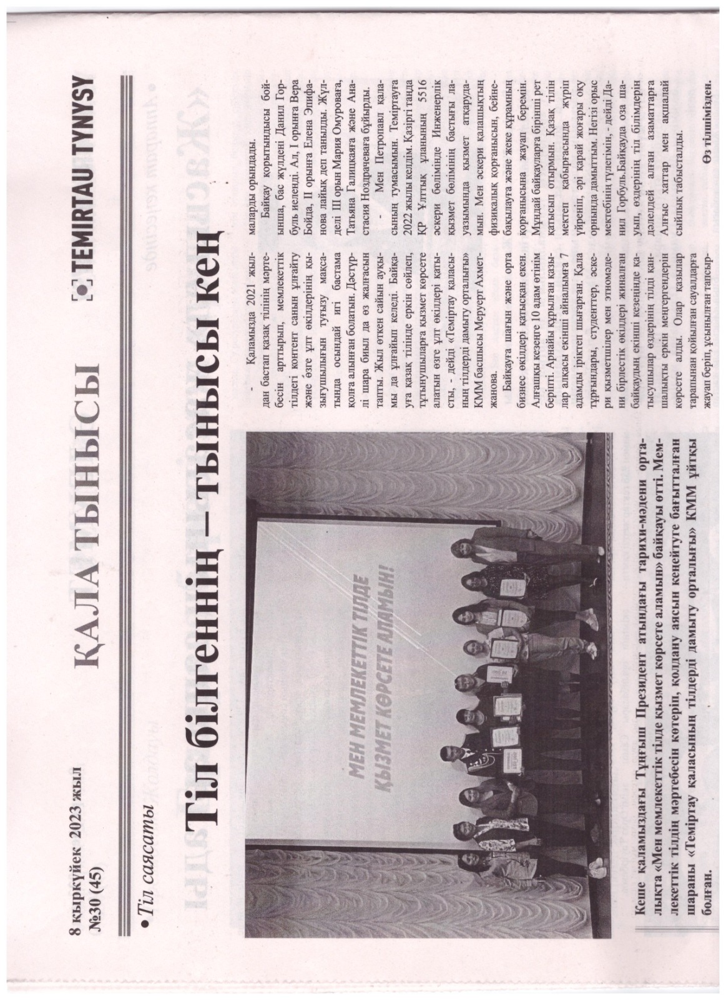 8 қыркүйек 2023 жыл
№30 (45)
ҚАЛА ТЫНЫСЫ
TEMIRTAU TYNYSY
• Тіл саясаты
Тіл білгеннің – тынысы кең
МЕН МЕМЛЕКЕТТІК ТІЛДЕ
ҚЫЗМЕТ КӨРСЕТЕ АЛАМЫН!
Кеше қаламыздағы Тұңғыш Президент атындағы тарихи-мәдени орта-
лықта «Мен мемлекеттік тілде қызмет көрсете аламын» байқауы өтті. Мем-
лекеттік тілдің мәртебесін көтеріп, қолдану аясын кеңейтуге бағытталған
шараны «Теміртау қаласының тілдерді дамыту орталығы» КММ ұйтқы
болған.
- Қаламызда 2021 жыл-
дан бастап қазақ тілінің мәрте-
бесін арттырып, мемлекеттік
тілдегі контент санын ұлғайту
және өзге ұлт өкілдерінің қы-
зығушылығын туғызу мақса-
тында осындай игі бастама
қолға алынған болатын. Дәстүр-
лі шара биыл да өз жалғасын
тапты. Жыл өткен сайын ауқы-
мы да ұлғайып келеді. Байқа-
уға қазақ тілінде еркін сөйлеп,
тұтынушыларға қызмет көрсете
алатын өзге ұлт өкілдері қаты-
сты, - дейді «Теміртау қаласы-
ның тілдерді дамыту орталығы»
КММ басшысы Меруерт Ахмет-
жанова.
Байқауға шағын және орта
бизнес өкілдері қатысқан екен.
Алғашқы кезеңге 10 адам өтінім
беріпті. Арнайы құрылған қазы-
лар алқасы екінші айналымға 7
адамды іріктеп шығарған. Қала
тұрғындары, студенттер, әске-
ри қызметшілер мен этномәде-
ни бірлестік өкілдері жиналған
байқаудың екінші кезеңінде қа-
тысушылар өздерінің тілді қан-
шалықты еркін меңгергендерін
көрсете алды. Олар қазылар
тарапынан қойылған сауалдарға
жауап беріп, ұсынылған тапсыр-
маларды орындады.
Байқау қорытындысы бой-
ынша, бас жүлдені Данил Гор-
буль иеленді. Ал, I орынға Вера
Бойда, II орынға Елена Эпифа-
нова лайық деп танылды. Жүл-
делі III орын Мария Омуроваға,
Татьяна Галицкаяға және Ана-
стасия Ноздрачеваға бұйырды.
- Мен Петропавл қала-
сының тумасымын. Теміртауға
2022 жылы келдім. Қазіргі таңда
ҚР Ұлттық ұланының 5516
әскери бөлімінде Инженерлік
қызмет бөлімінің бастығы ла-
уазымында қызмет атқаруда-
мын. Мен әскери қалашықтың
физикалық қорғанысын, бейне-
бақылауға және жеке құрамның
қорғанысына жауап беремін.
Мұндай байқауларға бірінші рет
қатысып отырмын. Қазақ тілін
мектеп қабырғасында жүріп
үйреніп, әрі қарай жоғары оқу
орнында дамыттым. Негізі орыс
мектебінің түлегімін, - дейді Да-
нил Горбуль.Байқауда оза ша-
уып, өздерінің тіл білімдерін
дәлелдей алған азаматтарға
Алғыс хаттар мен ақшалай
сыйлық табысталды.
Өз тілшімізден.